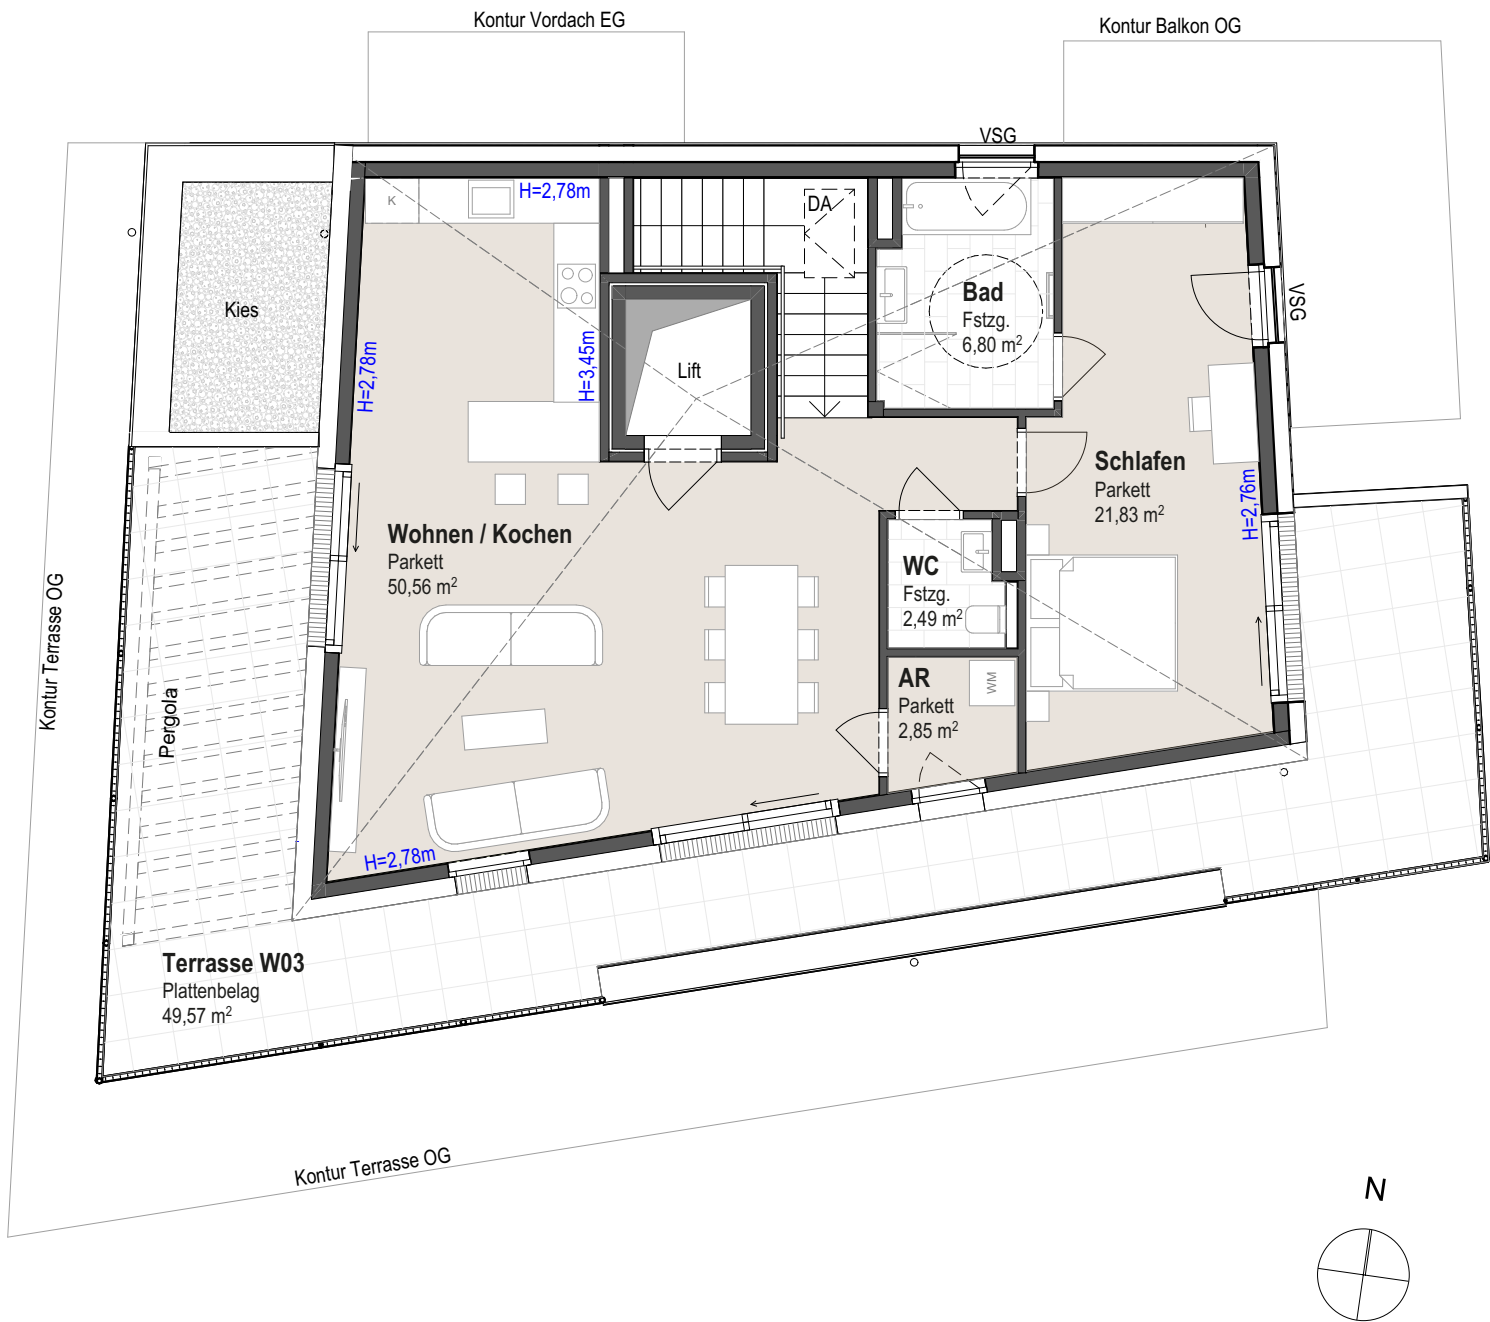 Kontur Vordach EG
Kontur Balkon OG
VSG
K
H=2,78m
DA
Kies
H=2,78m
H=3,45m
Lift
Bad
Fstzg.
6,80 m²
VSG
Schlafen
Parkett
21,83 m²
H=2,76m
Wohnen / Kochen
Parkett
50,56 m²
WC
Fstzg.
2,49 m²
AR
Parkett
2,85 m²
WM
Kontur Terrasse OG
Pergola
H=2,78m
Terrasse W03
Plattenbelag
49,57 m²
Kontur Terrasse OG
N